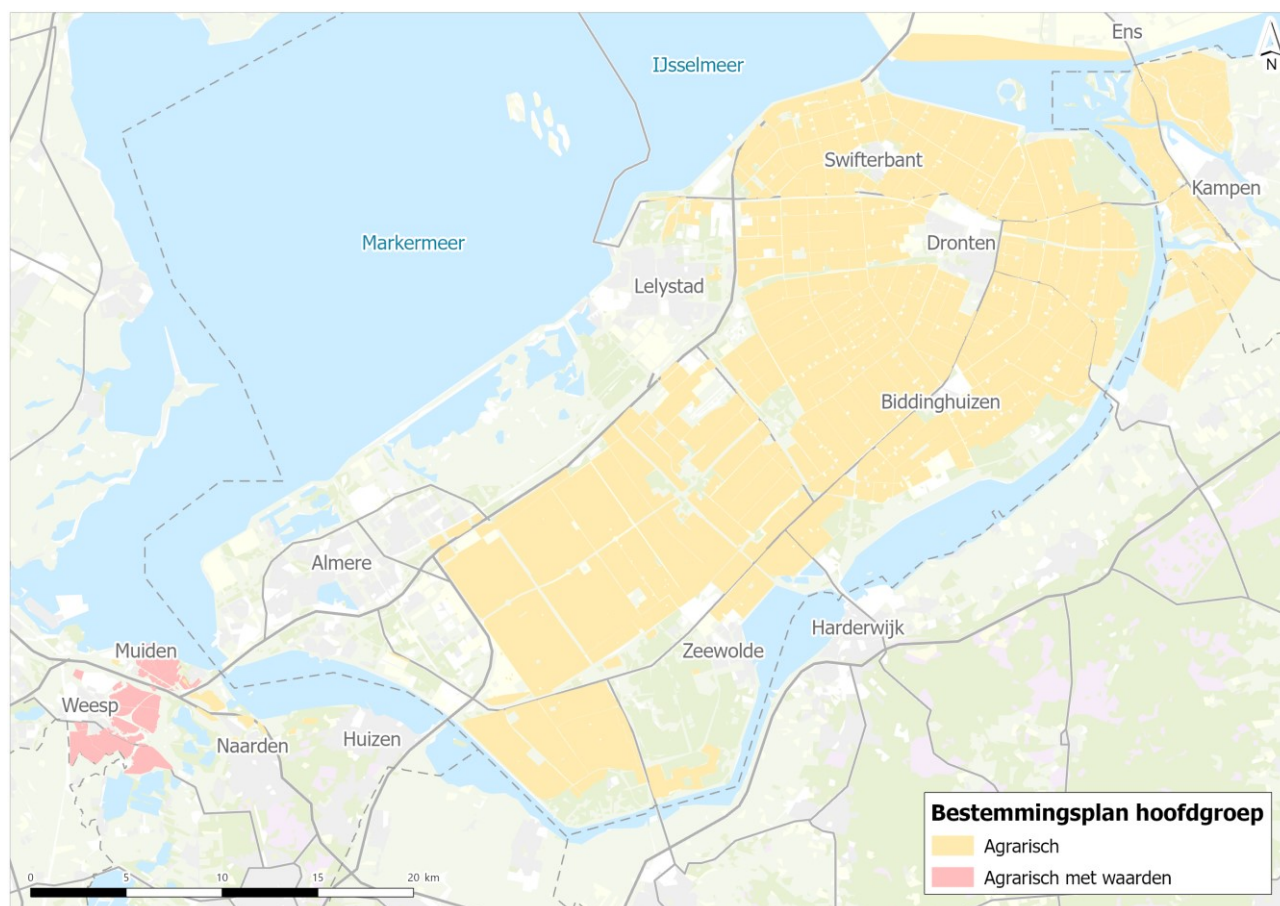 Ens
N
IJsselmeer
Swifterbant
Kampen
Markermeer
Dronten
Lelystad
Biddinghuizen
Almere
Harderwijk
Muiden
Zeewolde
Weesp
Naarden
Huizen
Bestemmingsplan hoofdgroep
Agrarisch
Agrarisch met waarden
0 5 10 15 20 km